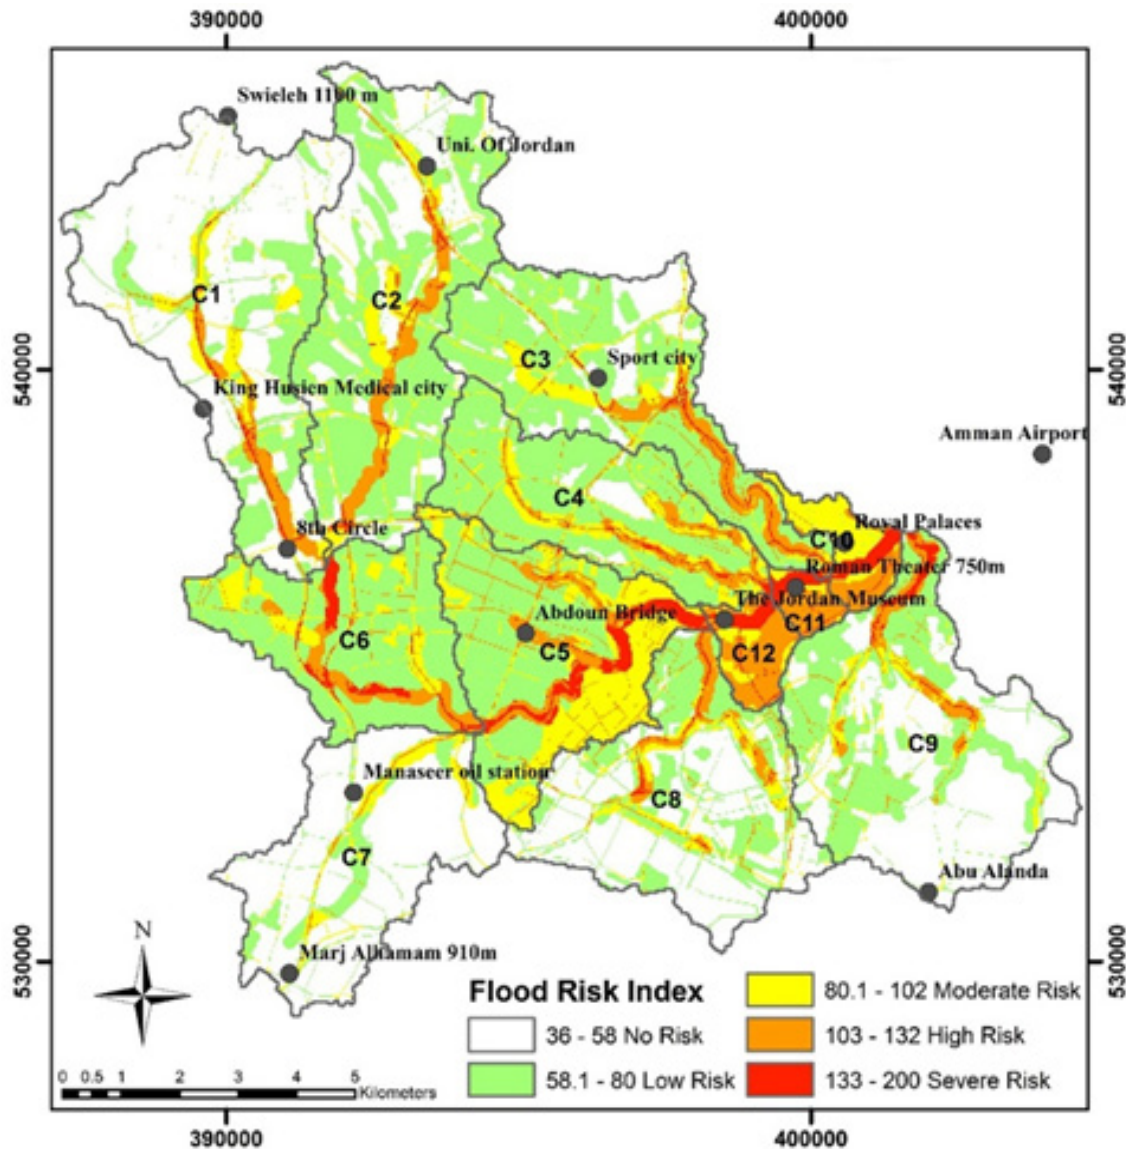 390000
400000
Swieleh 1100 m
Uni. Of Jordan
C1
C2
540000
C3
Sport city
540000
King Husien Medical city
Amman Airport
C4
8th Circle
Royal Palaces
C10
Roman Theater 750m
The Jordan Museum
Abdoun Bridge
C11
C6
C5
C12
C9
Manaseer oil station
C8
C7
Abu Alanda
N
Marj Alhamam 910m
530000
530000
Flood Risk Index
36 - 58 No Risk
58.1 - 80 Low Risk
80.1 - 102 Moderate Risk
103 - 132 High Risk
133 - 200 Severe Risk
0 0.5 1 2 3 4 5
Kilometers
390000
400000